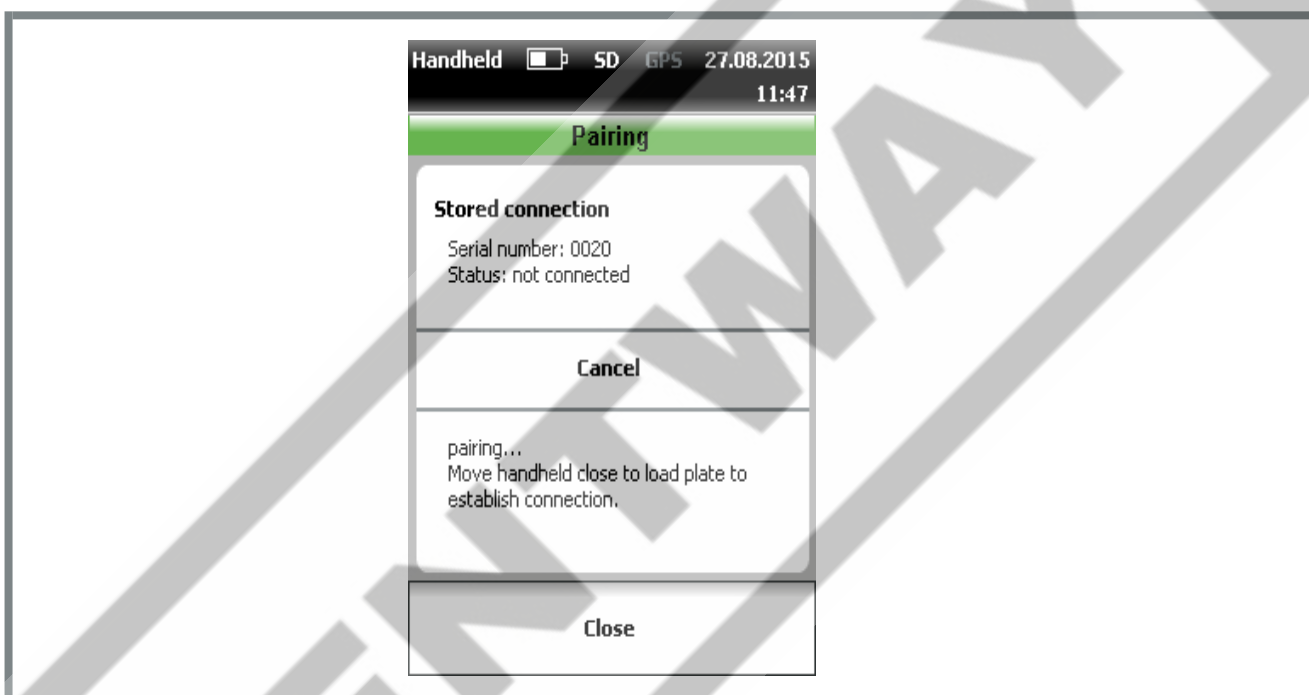 Handheld SD GPS 27.08.2015
11:47
Pairing
Stored connection
Serial number: 0020
Status: not connected
Cancel
pairing...
Move handheld close to load plate to
establish connection.
Close
NTWAY